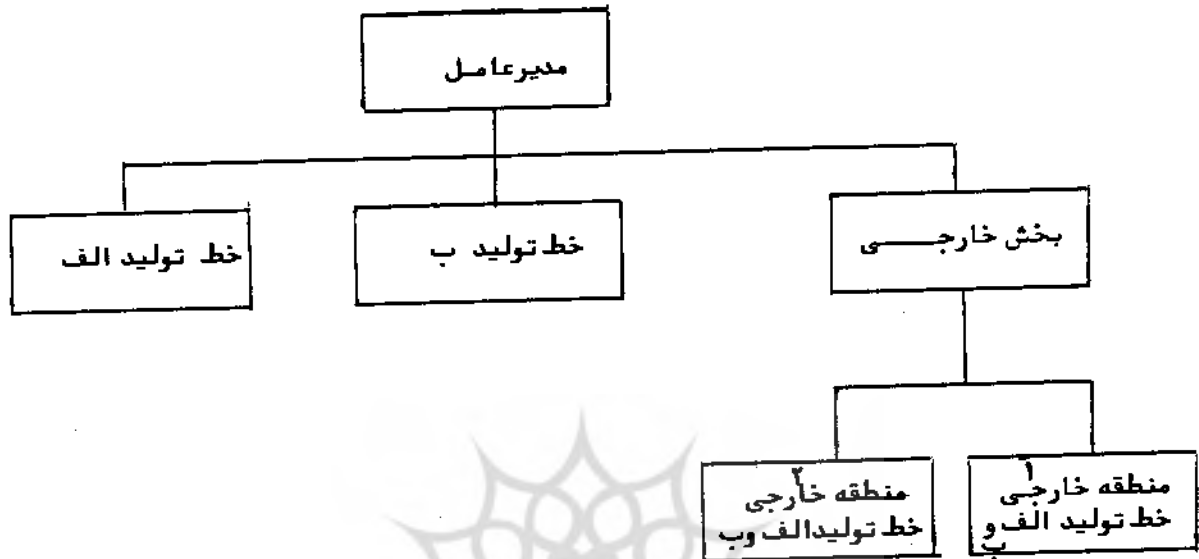 مدیرعامل
بخش خارجی
خط تولید ب
خط تولید الف
منطقه خارجی ۱
خط تولید الف و ب
منطقه خارجی ۲
خط تولید الف و ب